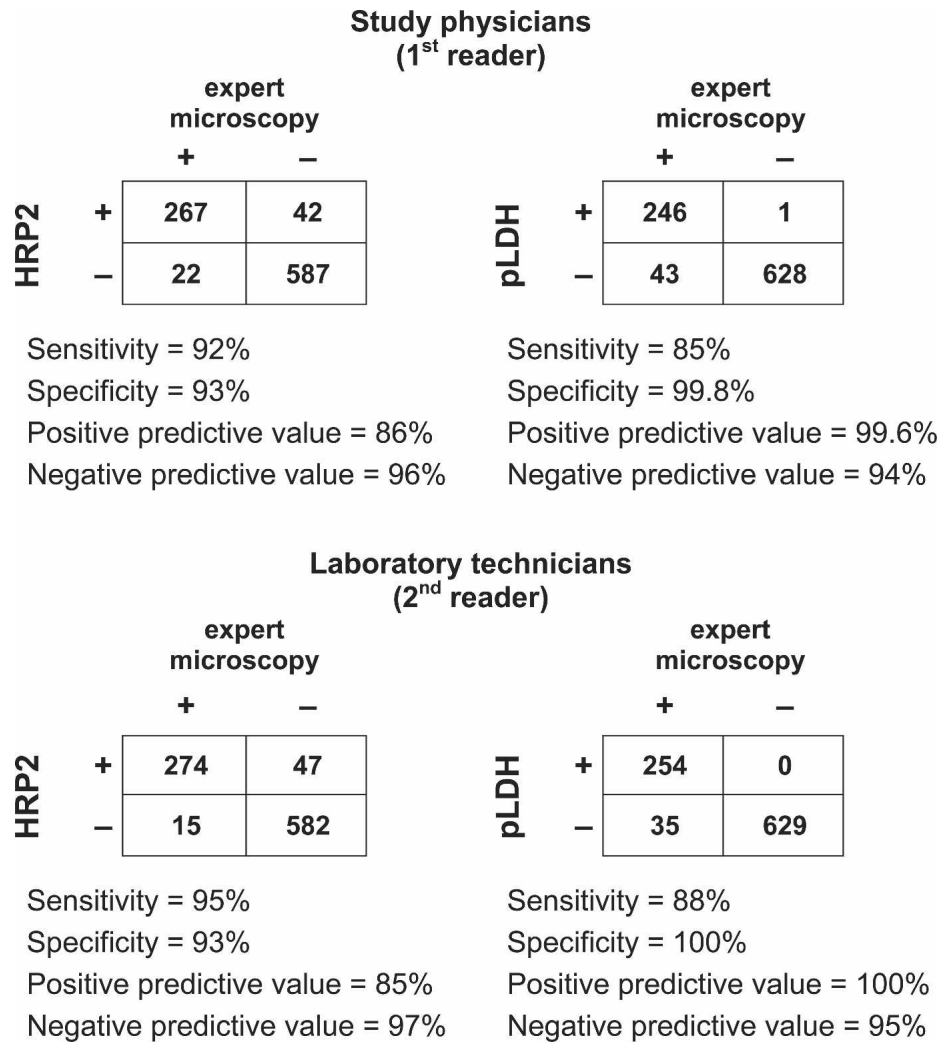 Study physicians
(1st reader)
expert
microscopy
+ –
HRP2
+ 267 42
– 22 587
Sensitivity = 92%
Specificity = 93%
Positive predictive value = 86%
Negative predictive value = 96%
expert
microscopy
+ –
pLDH
+ 246 1
– 43 628
Sensitivity = 85%
Specificity = 99.8%
Positive predictive value = 99.6%
Negative predictive value = 94%
Laboratory technicians
(2nd reader)
expert
microscopy
+ –
HRP2
+ 274 47
– 15 582
Sensitivity = 95%
Specificity = 93%
Positive predictive value = 85%
Negative predictive value = 97%
expert
microscopy
+ –
pLDH
+ 254 0
– 35 629
Sensitivity = 88%
Specificity = 100%
Positive predictive value = 100%
Negative predictive value = 95%